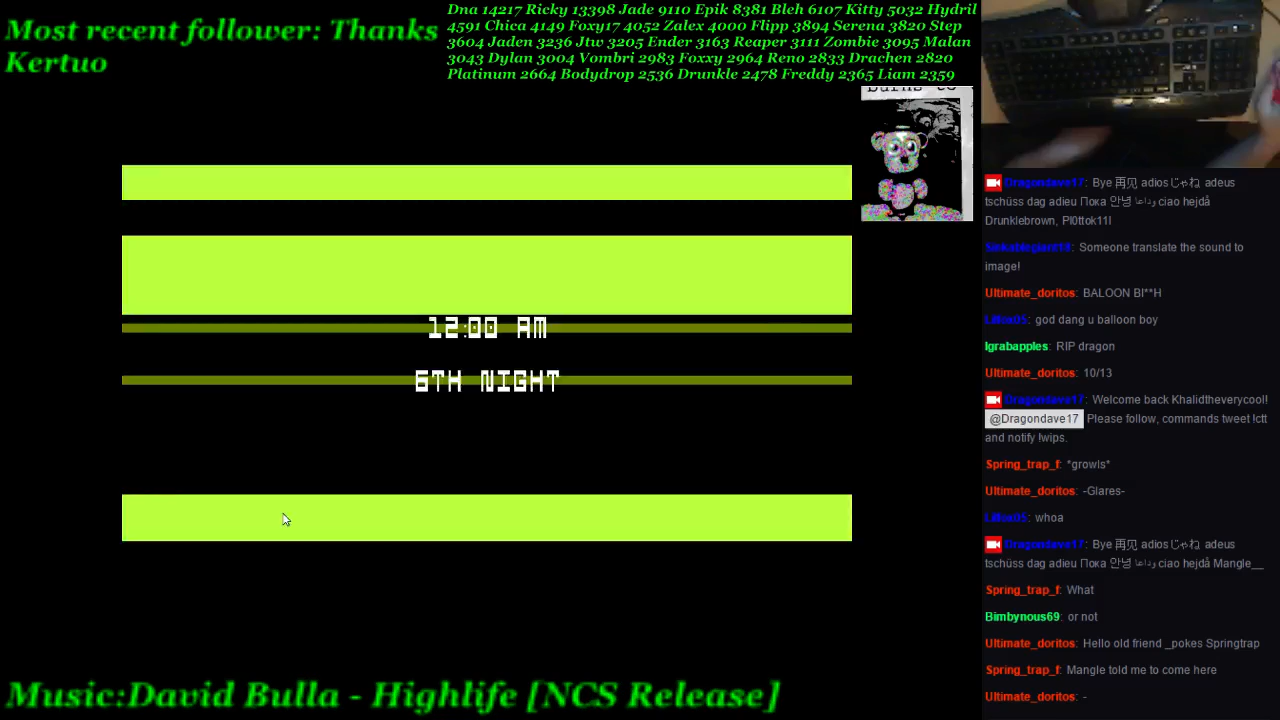 Most recent follower: Thanks
Kertuo
Dna 14217 Ricky 13398 Jade 9110 Epik 8381 Bleh 6107 Kitty 5032 Hydril
4591 Chica 4149 Foxy17 4052 Zalex 4000 Flipp 3894 Serena 3820 Step
3604 Jaden 3236 Jtw 3205 Ender 3163 Reaper 3111 Zombie 3095 Malan
3043 Dylan 3004 Vombri 2983 Foxxy 2964 Reno 2833 Drachen 2820
Platinum 2664 Bodydrop 2536 Drunkle 2478 Freddy 2365 Liam 2359
12:00 AM
6TH NIGHT
Dragondave17: Bye 再见 adios じゃね adeus
tschüss dag adieu Пока 안녕 وداعا ciao hejdå
Drunklebrown, Pl0ttok11l
Someone translate the sound to
image!
Ultimate_doritos: BALOON BI**H
god dang u balloon boy
Igrabapples: RIP dragon
Ultimate_doritos: 10/13
Dragondave17: Welcome back Khalidtheverycool!
@Dragondave17 Please follow, commands tweet !ctt
and notify !wips.
Spring_trap_f: *growls*
Ultimate_doritos: -Glares-
whoa
Dragondave17: Bye 再见 adios じゃね adeus
tschüss dag adieu Пока 안녕 وداعا ciao hejdå Mangle__
Spring_trap_f: What
Bimbynous69: or not
Ultimate_doritos: Hello old friend _pokes Springtrap
Spring_trap_f: Mangle told me to come here
Ultimate_doritos: -
Music:David Bulla - Highlife [NCS Release]